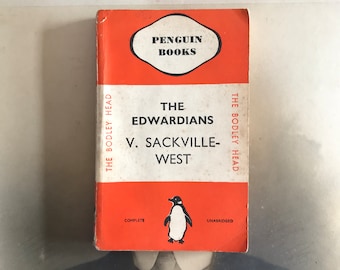 PENGUIN
BOOKS
THE BODLEY HEAD
THE
EDWARDIANS
V. SACKVILLE-
WEST
THE BODLEY HEAD
COMPLETE
UNABRIDGED